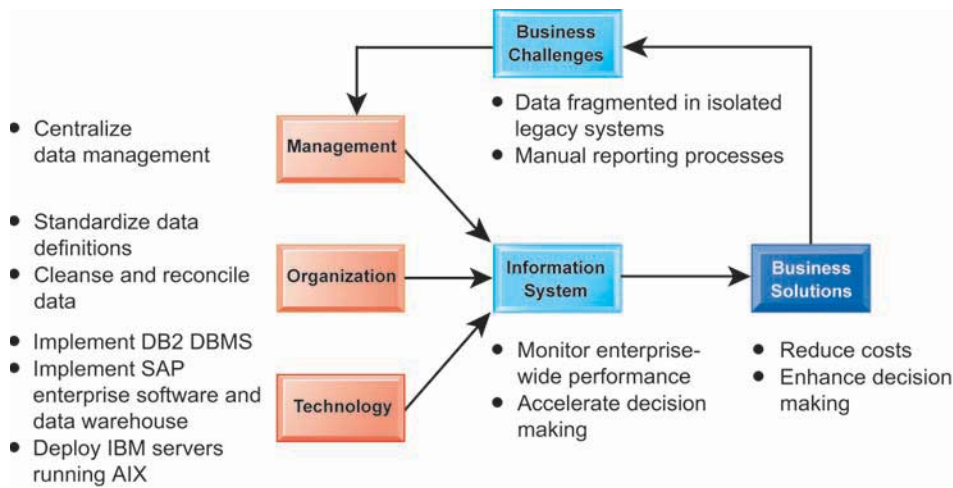 Business
Challenges
• Data fragmented in isolated
legacy systems
• Manual reporting processes
• Centralize
data management
Management
• Standardize data
definitions
• Cleanse and reconcile
data
Organization
Information
System
Business
Solutions
• Implement DB2 DBMS
• Implement SAP
enterprise software and
data warehouse
• Deploy IBM servers
running AIX
Technology
• Monitor enterprise-
wide performance
• Accelerate decision
making
• Reduce costs
• Enhance decision
making